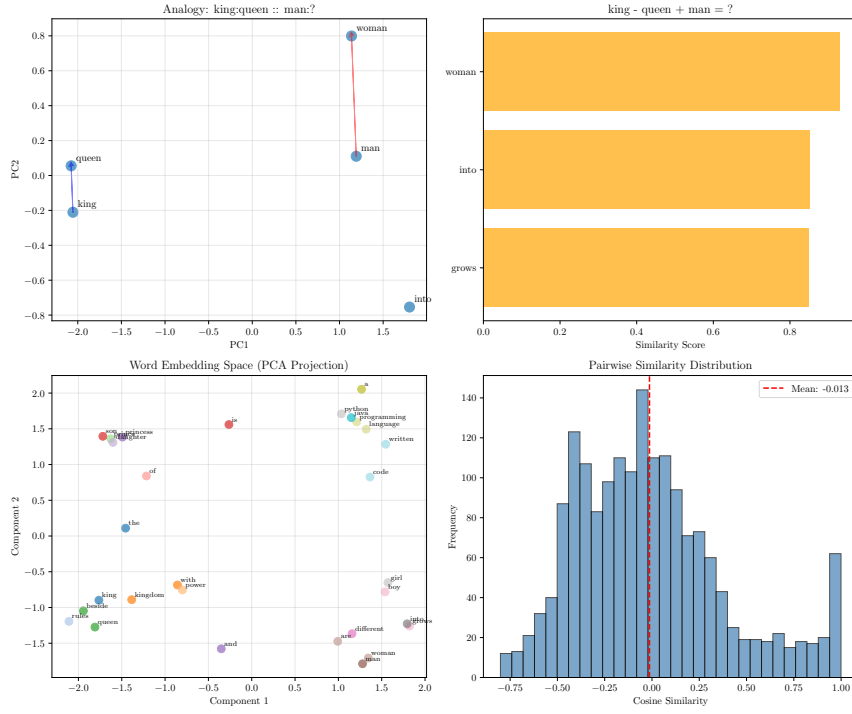 Analogy: king:queen :: man:?
0.8
0.6
0.4
0.2
0.0
−0.2
−0.4
−0.6
−0.8
PC2
woman
man
queen
king
into
−2.0 −1.5 −1.0 −0.5 0.0 0.5 1.0 1.5 2.0
PC1
king - queen + man = ?
woman
into
grows
0.0 0.2 0.4 0.6 0.8
Similarity Score
Word Embedding Space (PCA Projection)
2.0
1.5
1.0
0.5
0.0
−0.5
−1.0
−1.5
Component 2
a
python
java
programming
language
is
son
princess
written
of
code
the
with
power
girl
boy
king
kingdom
beside
rules
queen
into
grows
different
are
and
woman
man
−2.0 −1.5 −1.0 −0.5 0.0 0.5 1.0 1.5 2.0
Component 1
Pairwise Similarity Distribution
Mean: -0.013
140
120
100
80
60
40
20
0
Frequency
−0.75 −0.50 −0.25 0.00 0.25 0.50 0.75 1.00
Cosine Similarity